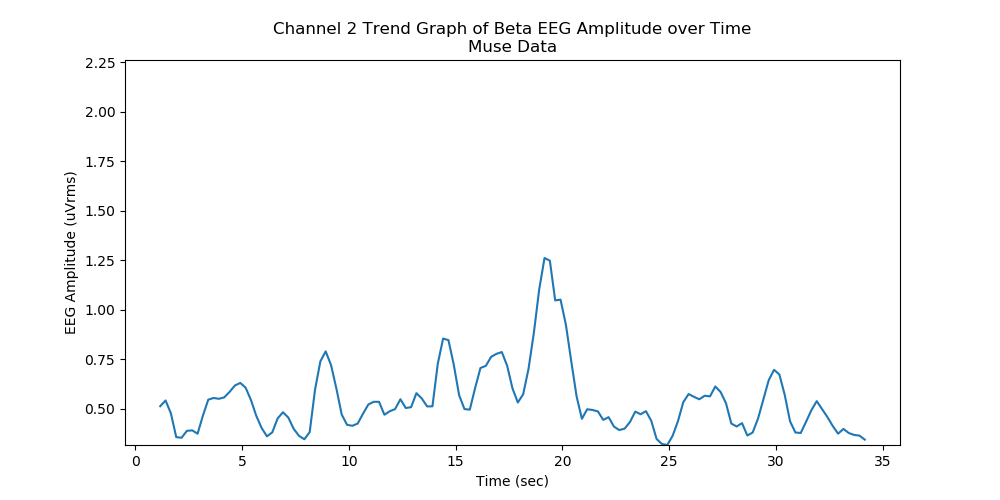 Channel 2 Trend Graph of Beta EEG Amplitude over Time
Muse Data
EEG Amplitude (uVrms)
2.25
2.00
1.75
1.50
1.25
1.00
0.75
0.50
0 5 10 15 20 25 30 35
Time (sec)